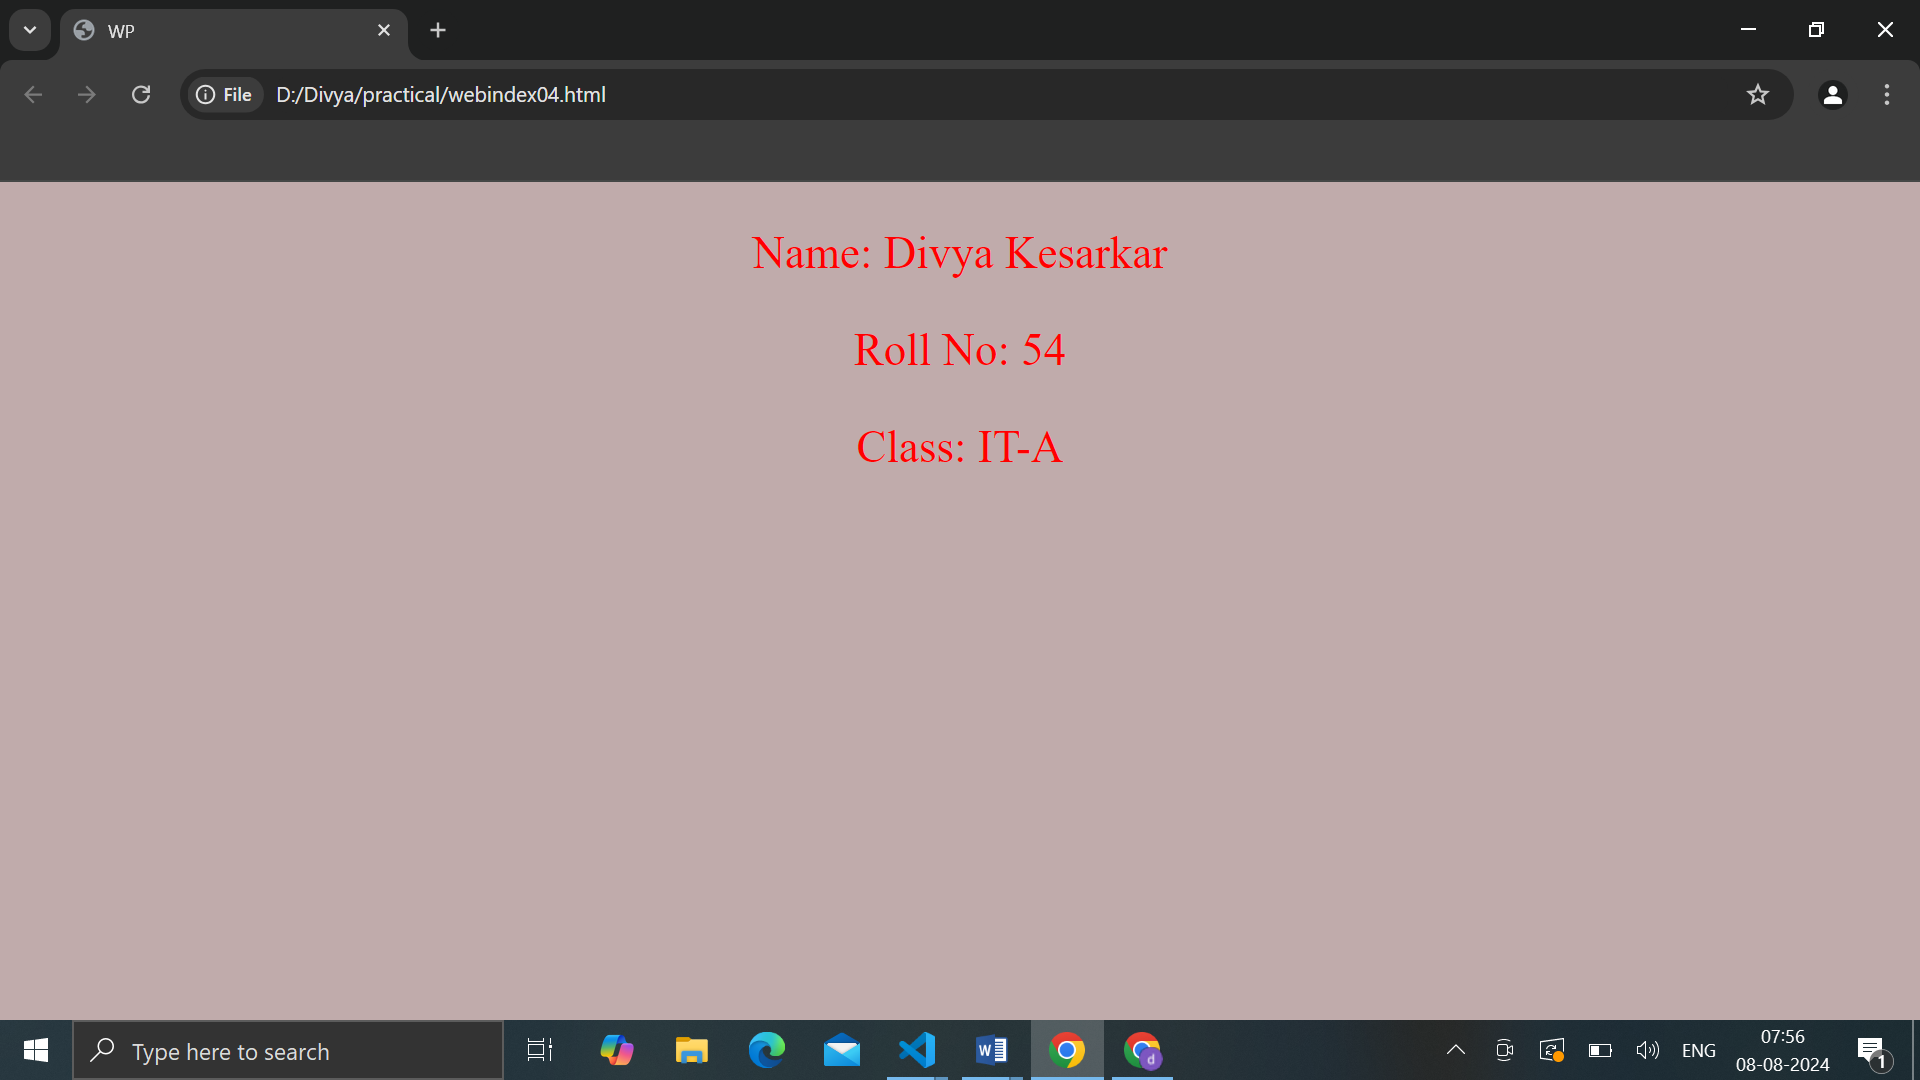 WP
File D:/Divya/practical/webindex04.html
Name: Divya Kesarkar
Roll No: 54
Class: IT-A
Type here to search
W
d
ENG
07:56
08-08-2024
1